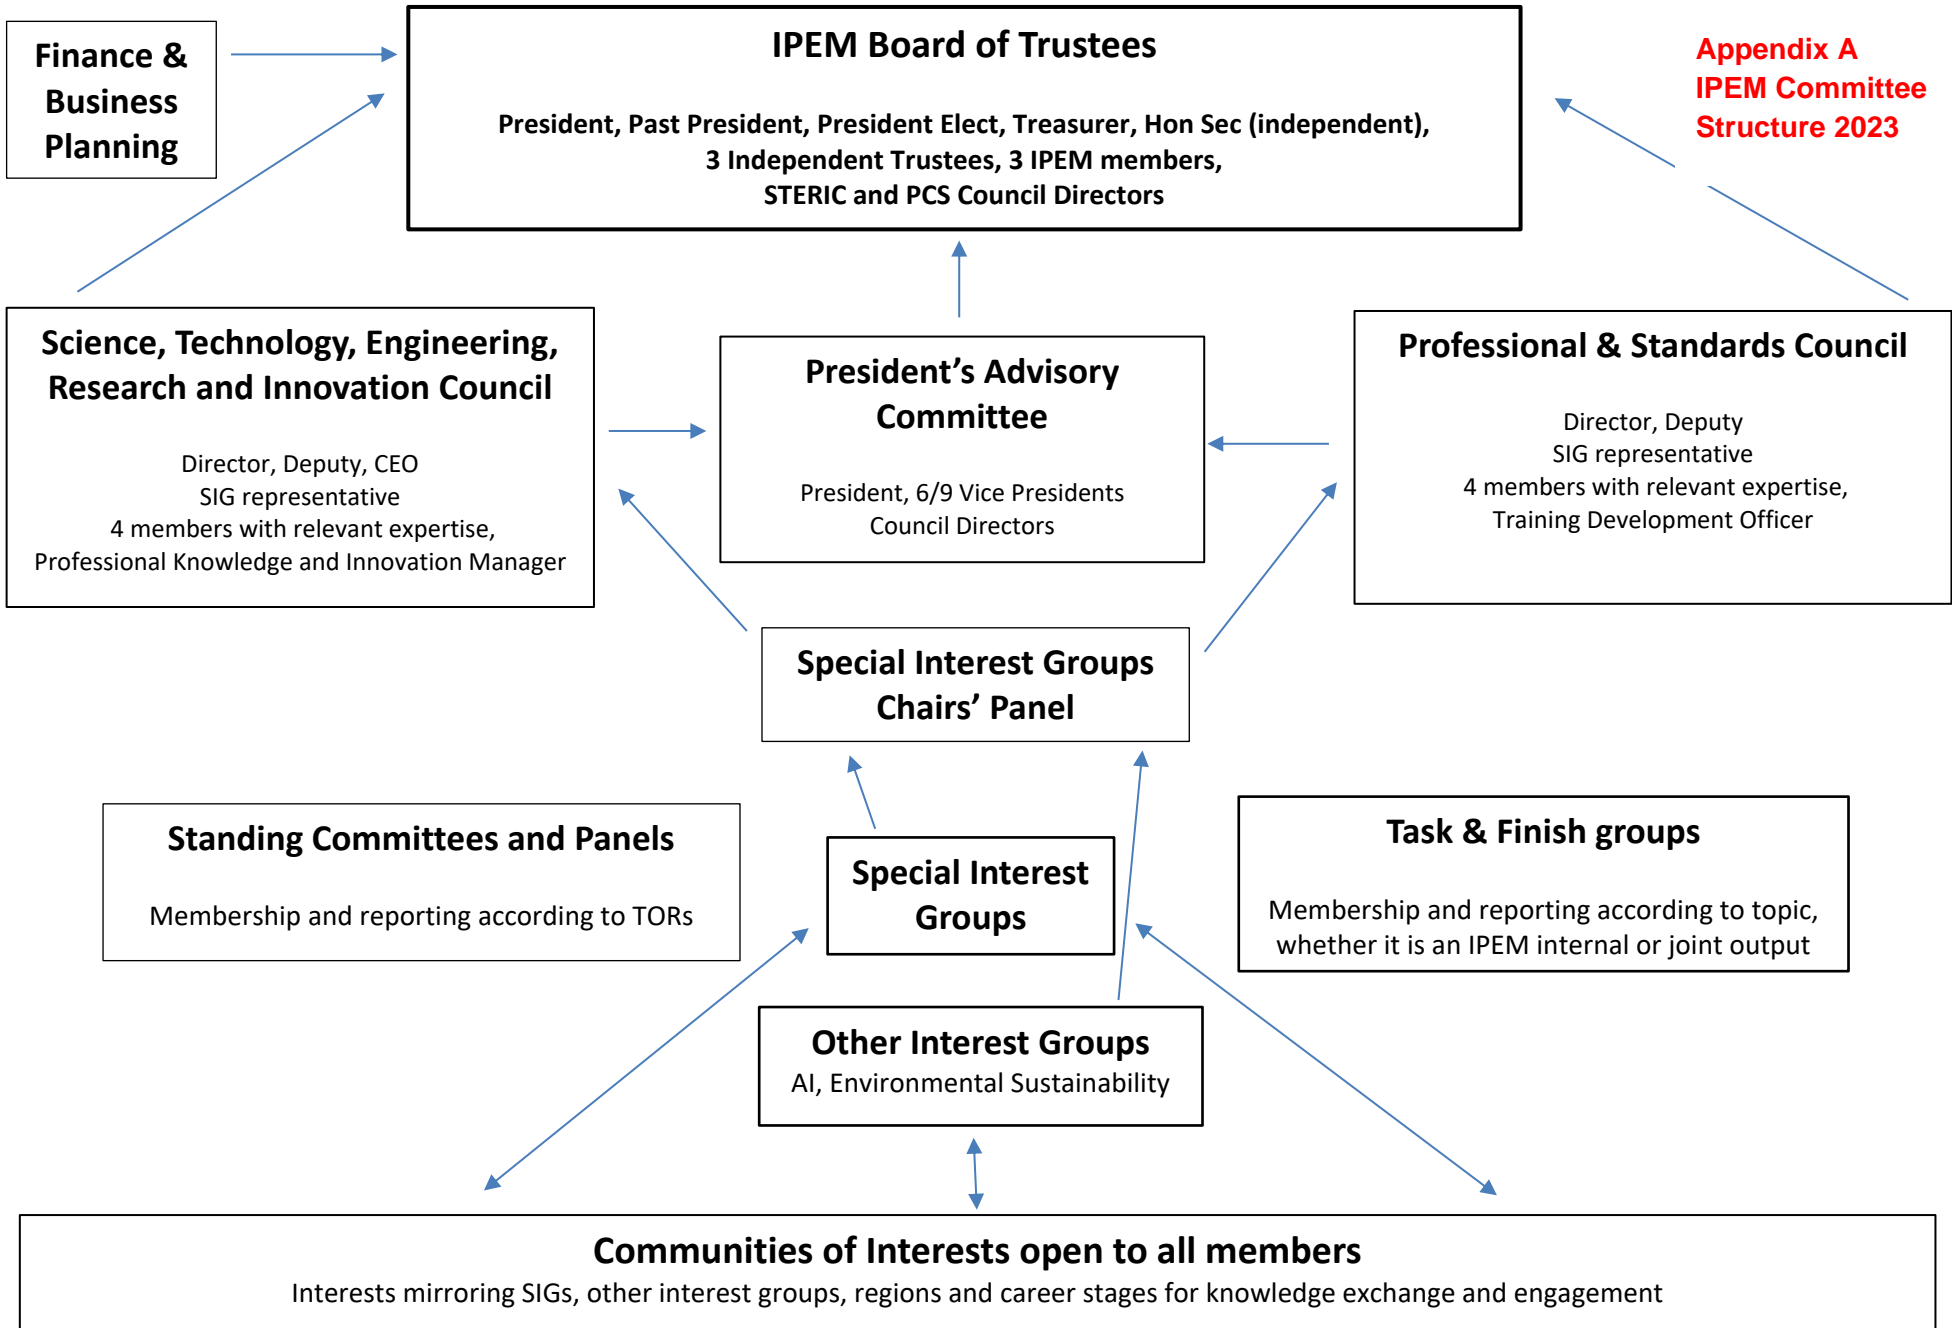 Finance &
Business
Planning
IPEM Board of Trustees
President, Past President, President Elect, Treasurer, Hon Sec (independent),
3 Independent Trustees, 3 IPEM members,
STERIC and PCS Council Directors
Appendix A
IPEM Committee
Structure 2023
Science, Technology, Engineering,
Research and Innovation Council
Director, Deputy, CEO
SIG representative
4 members with relevant expertise,
Professional Knowledge and Innovation Manager
President’s Advisory
Committee
President, 6/9 Vice Presidents
Council Directors
Professional & Standards Council
Director, Deputy
SIG representative
4 members with relevant expertise,
Training Development Officer
Special Interest Groups
Chairs’ Panel
Standing Committees and Panels
Membership and reporting according to TORs
Special Interest
Groups
Task & Finish groups
Membership and reporting according to topic,
whether it is an IPEM internal or joint output
Other Interest Groups
AI, Environmental Sustainability
Communities of Interests open to all members
Interests mirroring SIGs, other interest groups, regions and career stages for knowledge exchange and engagement